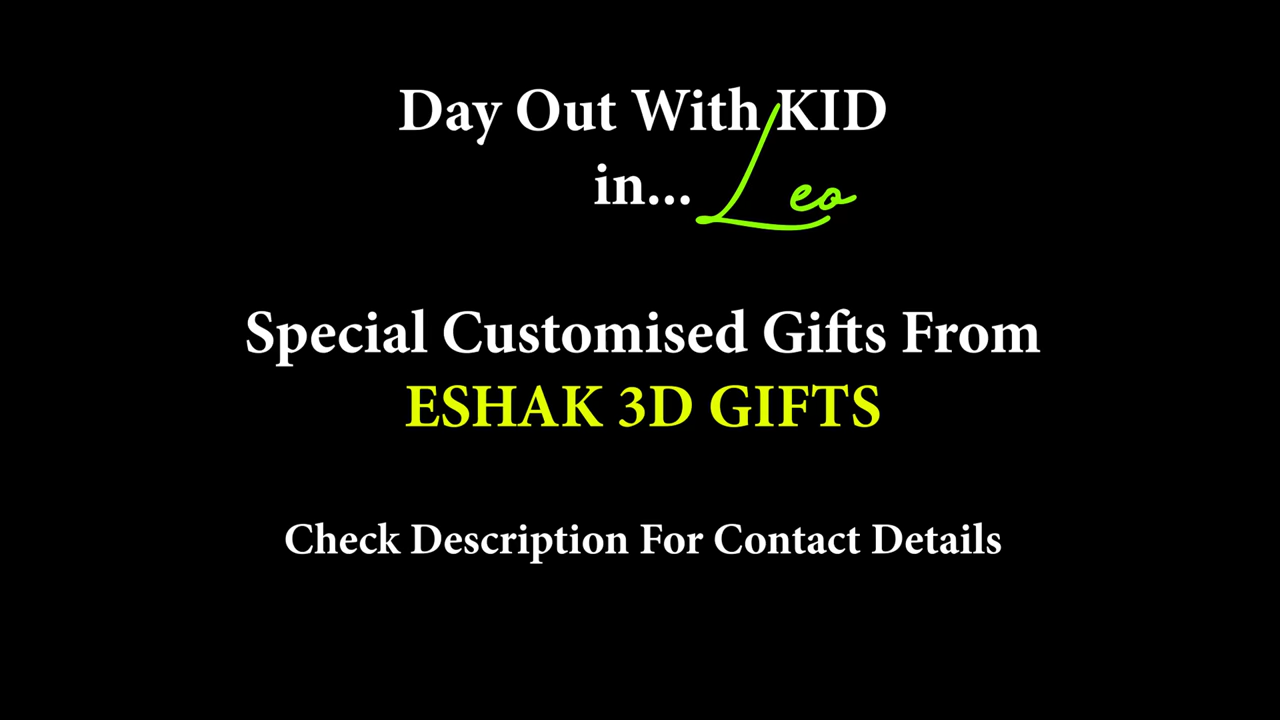 Day Out With KID
in... Leo
Special Customised Gifts From
ESHAK 3D GIFTS
Check Description For Contact Details